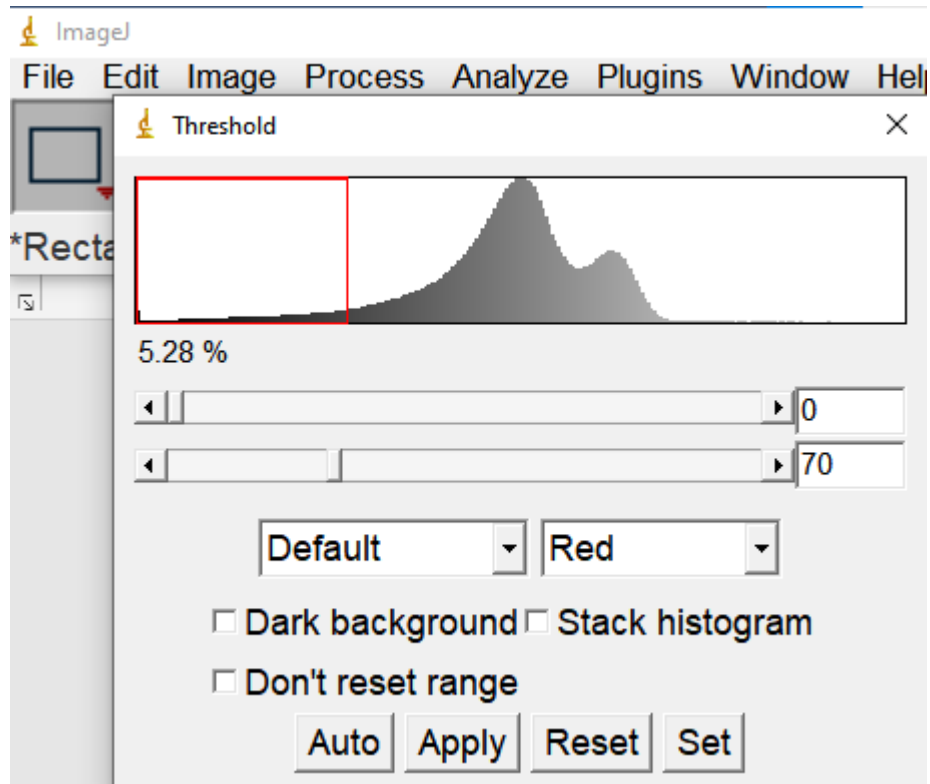 ImageJ
File Edit Image Process Analyze Plugins Window Help
Threshold
*Recta
5.28 %
0
70
Default Red
Dark background Stack histogram
Don't reset range
Auto Apply Reset Set